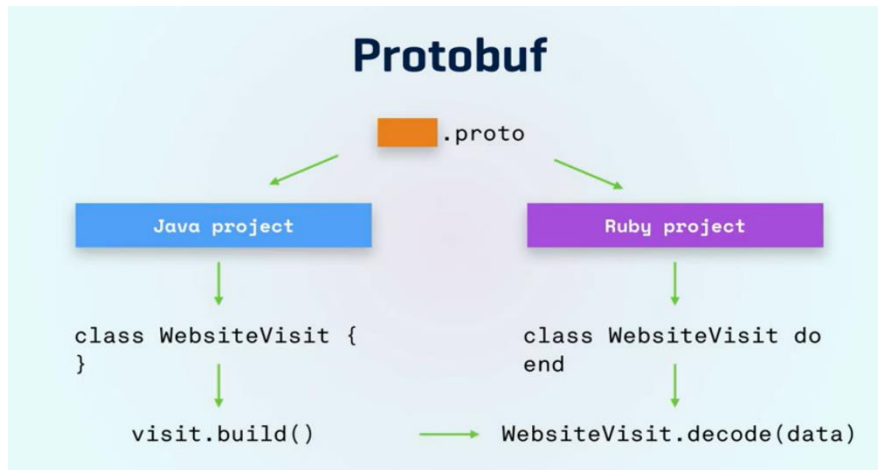 Protobuf
.proto
Java project
Ruby project
class WebsiteVisit {
}
class WebsiteVisit do
end
visit.build()
WebsiteVisit.decode(data)